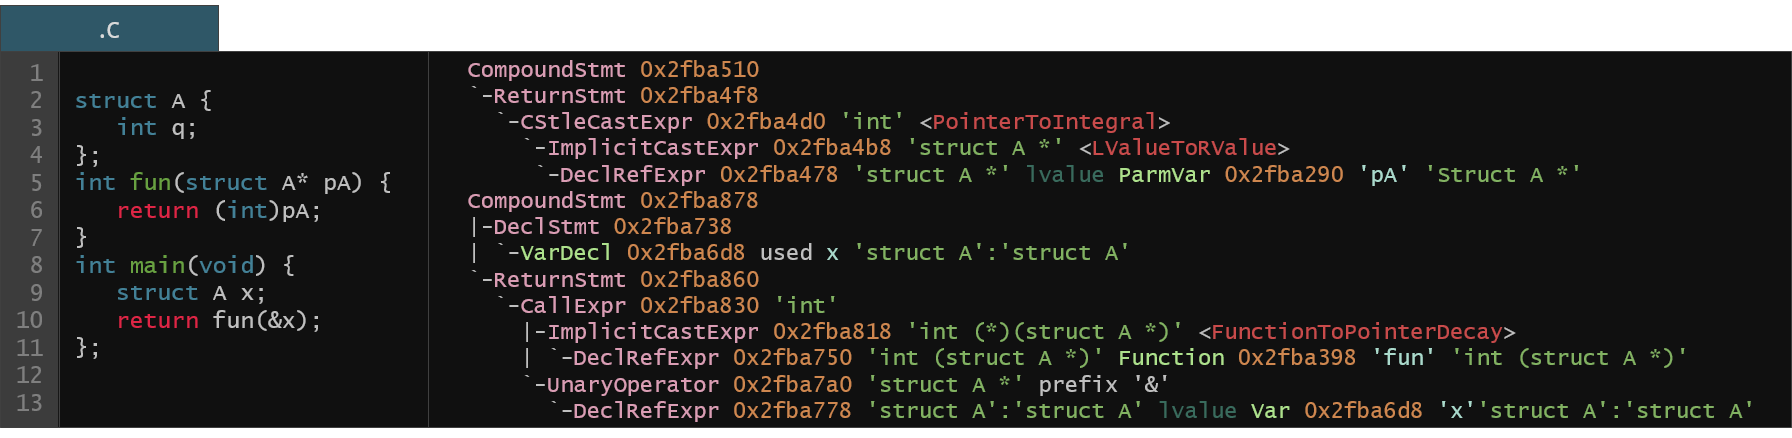 .C
1
2 struct A {
3 int q;
4 };
5 int fun(struct A* pA) {
6 return (int)pA;
7 }
8 int main(void) {
9 struct A x;
10 return fun(&x);
11 };
12
13
CompoundStmt 0x2fba510
`-ReturnStmt 0x2fba4f8
`-CStleCastExpr 0x2fba4d0 'int' <PointerToIntegral>
`-ImplicitCastExpr 0x2fba4b8 'struct A *' <LValueToRValue>
`-DeclRefExpr 0x2fba478 'struct A *' lvalue ParmVar 0x2fba290 'pA' 'Struct A *'
CompoundStmt 0x2fba878
|-DeclStmt 0x2fba738
| `-VarDecl 0x2fba6d8 used x 'struct A':'struct A'
`-ReturnStmt 0x2fba860
`-CallExpr 0x2fba830 'int'
|-ImplicitCastExpr 0x2fba818 'int (*)(struct A *)' <FunctionToPointerDecay>
| `-DeclRefExpr 0x2fba750 'int (struct A *)' Function 0x2fba398 'fun' 'int (struct A *)'
`-UnaryOperator 0x2fba7a0 'struct A *' prefix '&'
`-DeclRefExpr 0x2fba778 'struct A':'struct A' lvalue Var 0x2fba6d8 'x''struct A':'struct A'